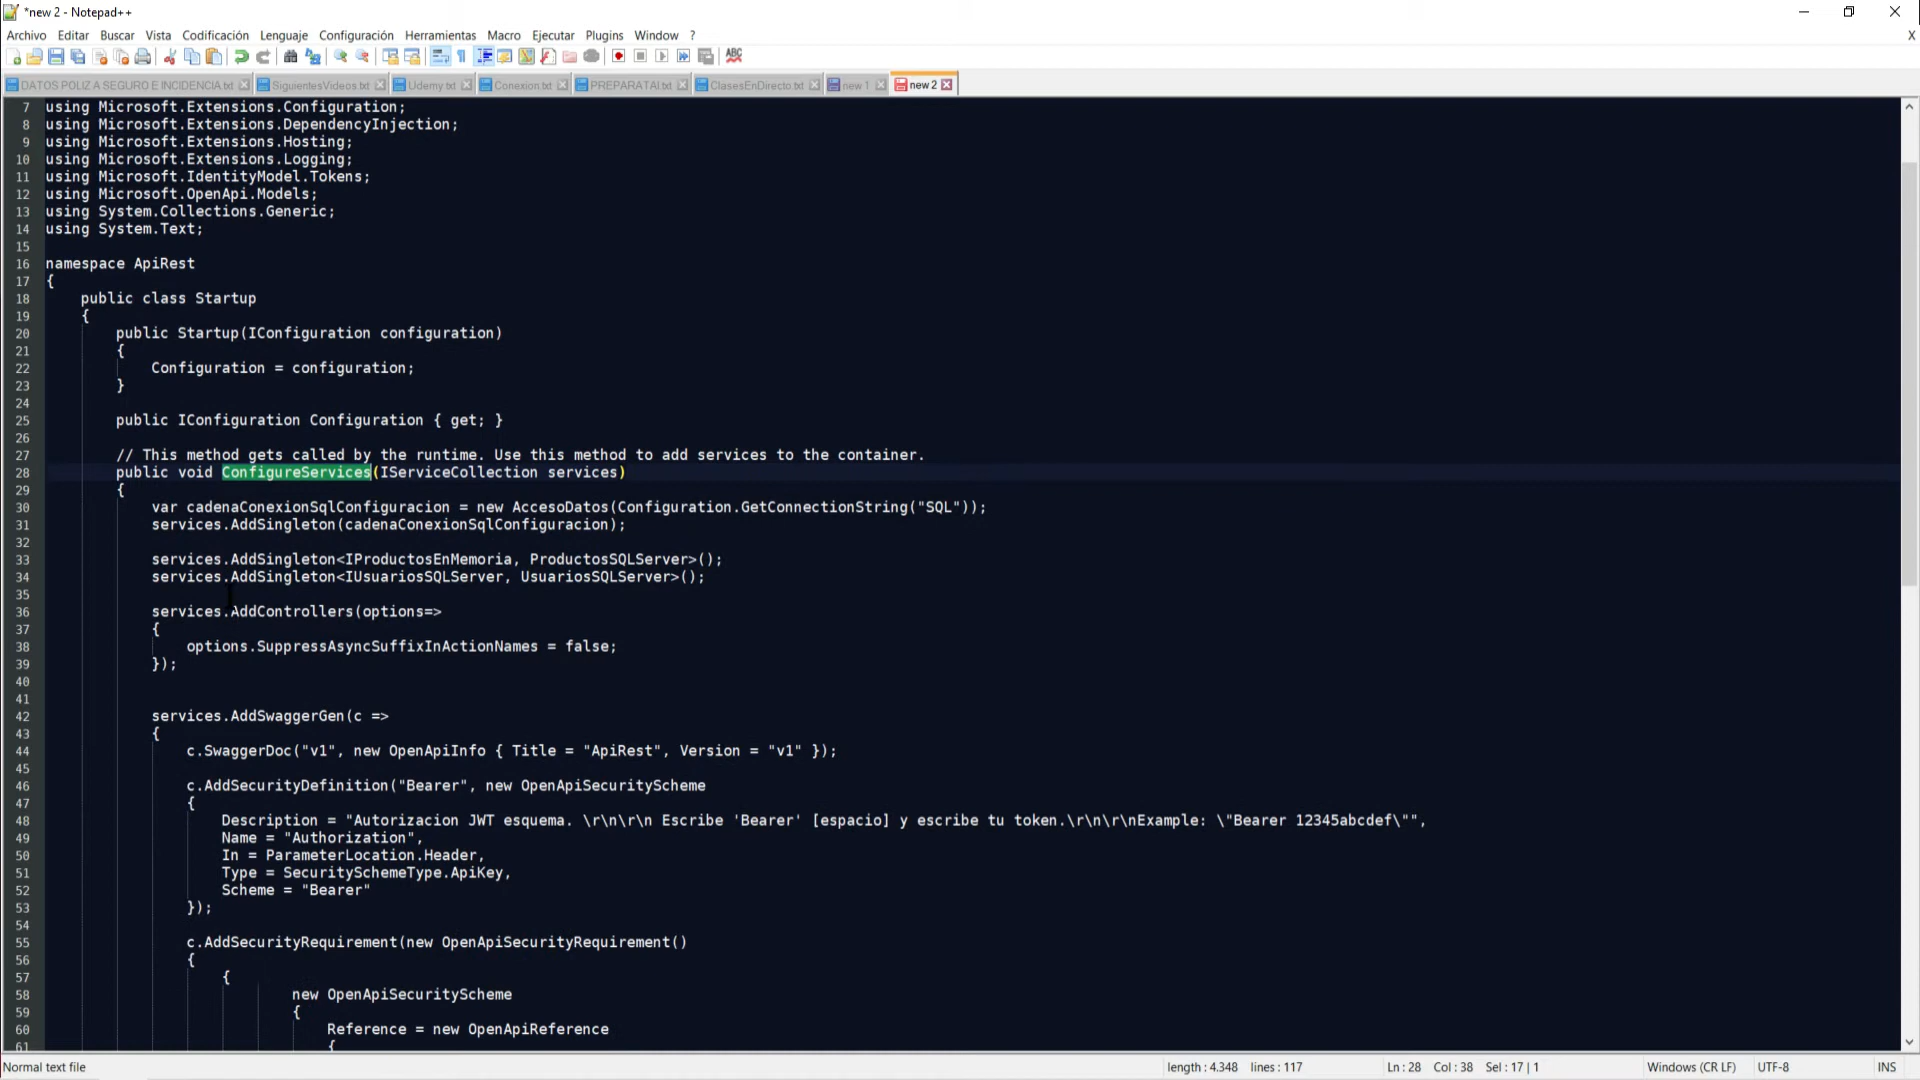 *new 2 - Notepad++
Archivo Editar Buscar Vista Codificación Lenguaje Configuración Herramientas Macro Ejecutar Plugins Window ? X
DATOS POLIZA SEGURO E INCIDENCIA.txt SiguientesVideos.txt Udemy.txt Conexion.txt PREPARATAI.txt ClasesEnDirecto.txt new 1 new 2
7 using Microsoft.Extensions.Configuration;
8 using Microsoft.Extensions.DependencyInjection;
9 using Microsoft.Extensions.Hosting;
10 using Microsoft.Extensions.Logging;
11 using Microsoft.IdentityModel.Tokens;
12 using Microsoft.OpenApi.Models;
13 using System.Collections.Generic;
14 using System.Text;
15
16 namespace ApiRest
17 {
18 public class Startup
19 {
20 public Startup(IConfiguration configuration)
21 {
22 Configuration = configuration;
23 }
24
25 public IConfiguration Configuration { get; }
26
27 // This method gets called by the runtime. Use this method to add services to the container.
28 public void ConfigureServices(IServiceCollection services)
29 {
30 var cadenaConexionSqlConfiguracion = new AccesoDatos(Configuration.GetConnectionString("SQL"));
31 services.AddSingleton(cadenaConexionSqlConfiguracion);
32
33 services.AddSingleton<IProductosEnMemoria, ProductosSQLServer>();
34 services.AddSingleton<IUsuariosSQLServer, UsuariosSQLServer>();
35
36 services.AddControllers(options=>
37 {
38 options.SuppressAsyncSuffixInActionNames = false;
39 });
40
41
42 services.AddSwaggerGen(c =>
43 {
44 c.SwaggerDoc("v1", new OpenApiInfo { Title = "ApiRest", Version = "v1" });
45
46 c.AddSecurityDefinition("Bearer", new OpenApiSecurityScheme
47 {
48 Description = "Autorizacion JWT esquema. \r\n\r\n Escribe 'Bearer' [espacio] y escribe tu token.\r\n\r\nExample: \"Bearer 12345abcdef\"",
49 Name = "Authorization",
50 In = ParameterLocation.Header,
51 Type = SecuritySchemeType.ApiKey,
52 Scheme = "Bearer"
53 });
54
55 c.AddSecurityRequirement(new OpenApiSecurityRequirement()
56 {
57 {
58 new OpenApiSecurityScheme
59 {
60 Reference = new OpenApiReference
61 {
Normal text file length : 4.348 lines : 117 Ln : 28 Col : 38 Sel : 17 | 1 Windows (CR LF) UTF-8 INS